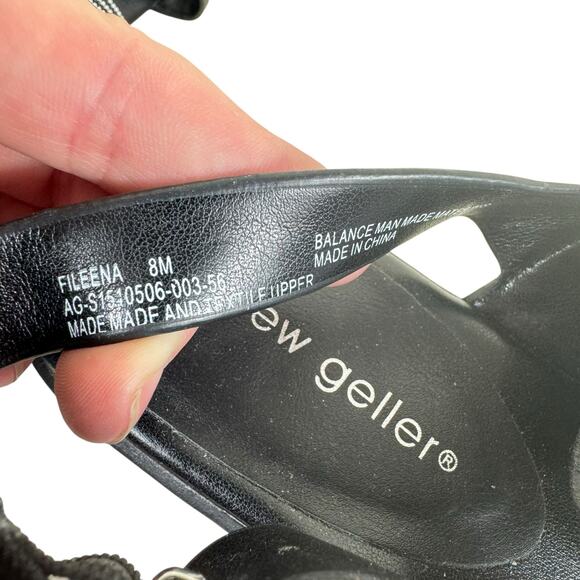 FILEENA 8M
AG-S1510506-003-56
MADE MADE AND TEXTILE UPPER
BALANCE MAN MADE
MADE IN CHINA
ew geller®